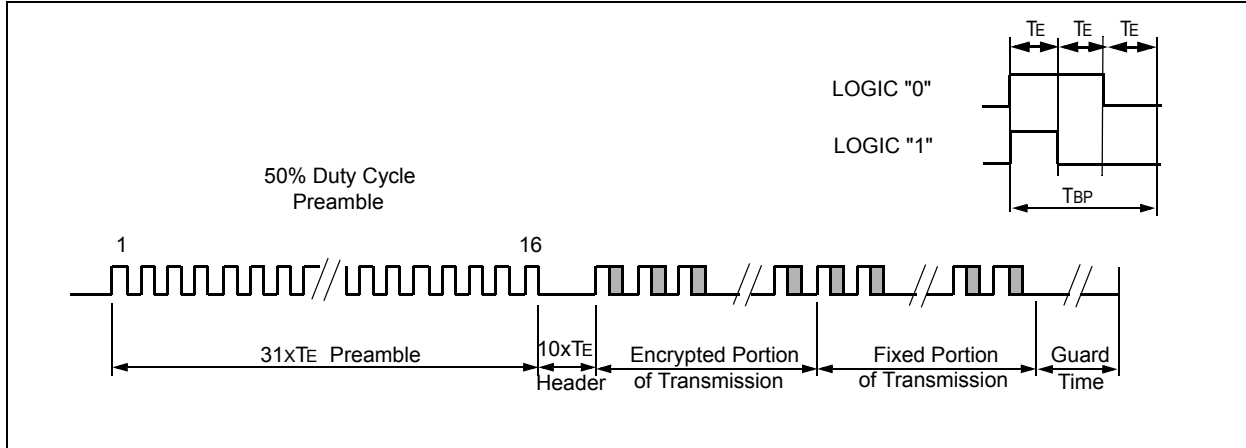 TE TE TE
LOGIC "0"
LOGIC "1"
TBP
50% Duty Cycle
Preamble
1 16
31xTE Preamble
10xTE
Header
Encrypted Portion
of Transmission
Fixed Portion
of Transmission
Guard
Time